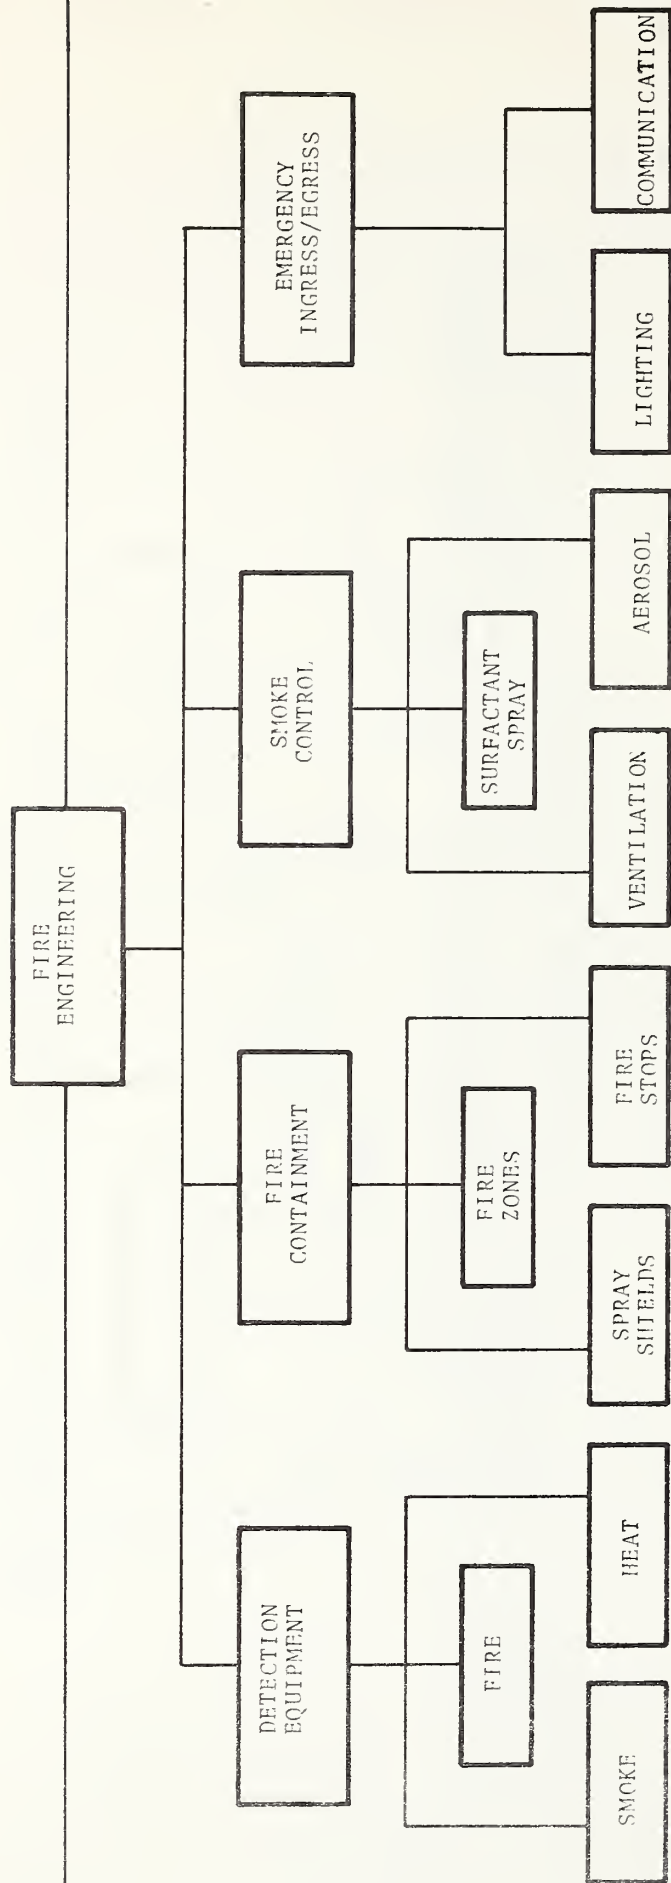 FIRE
ENGINEERING
DETECTION
EQUIPMENT
FIRE
CONTAINMENT
SMOKE
CONTROL
EMERGENCY
INGRESS/EGRESS
FIRE
FIRE
ZONES
SURFACTANT
SPRAY
SMOKE
HEAT
SPRAY
SHIELDS
FIRE
STOPS
VENTILATION
AEROSOL
LIGHTING
COMMUNICATION